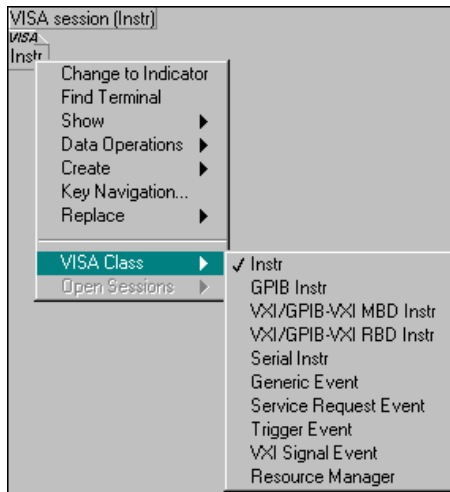 VISA session (Instr)
VISA
Instr
Change to Indicator
Find Terminal
Show
Data Operations
Create
Key Navigation...
Replace
VISA Class
Open Sessions
Instr
GPIB Instr
VXI/GPIB-VXI MBD Instr
VXI/GPIB-VXI RBD Instr
Serial Instr
Generic Event
Service Request Event
Trigger Event
VXI Signal Event
Resource Manager